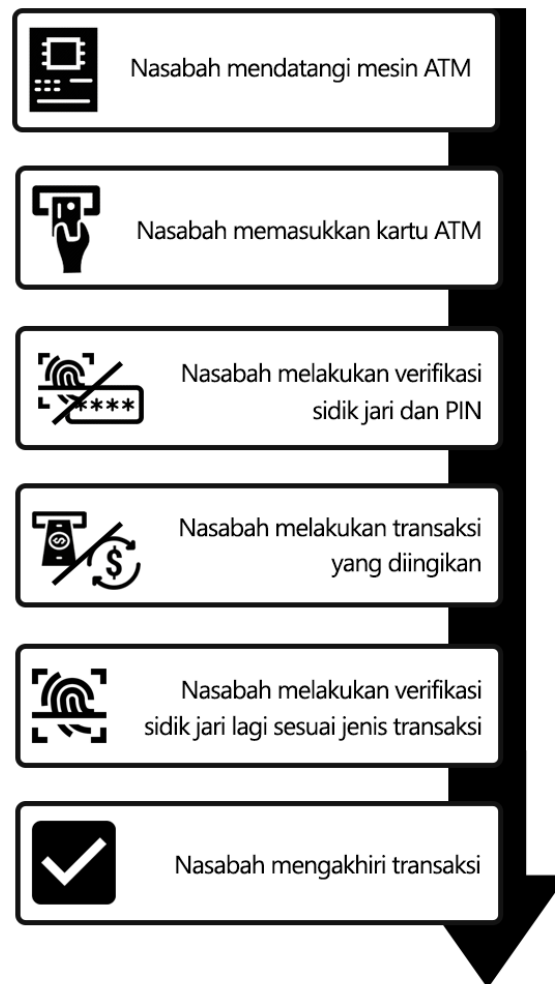 Nasabah mendatangi mesin ATM
Nasabah memasukkan kartu ATM
Nasabah melakukan verifikasi
sidik jari dan PIN
****
Nasabah melakukan transaksi
yang diingikan
$
Nasabah melakukan verifikasi
sidik jari lagi sesuai jenis transaksi
Nasabah mengakhiri transaksi